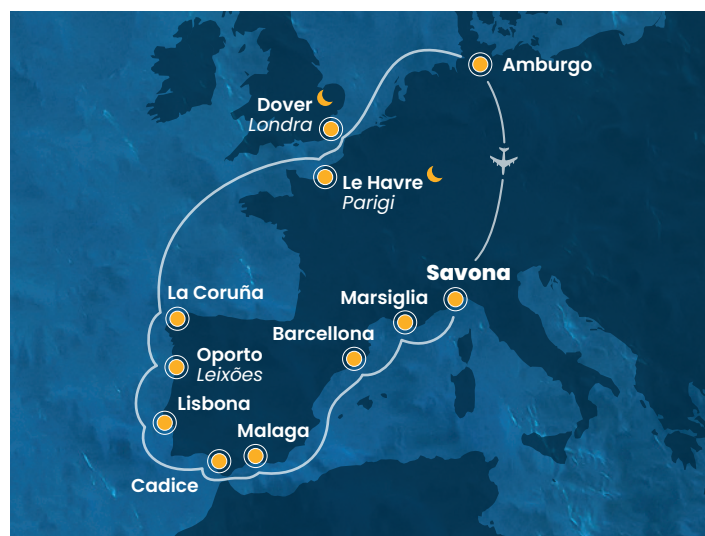 Amburgo
Dover
Londra
Le Havre
Parigi
Savona
La Coruña
Marsiglia
Barcellona
Oporto
Leixões
Lisbona
Malaga
Cadice